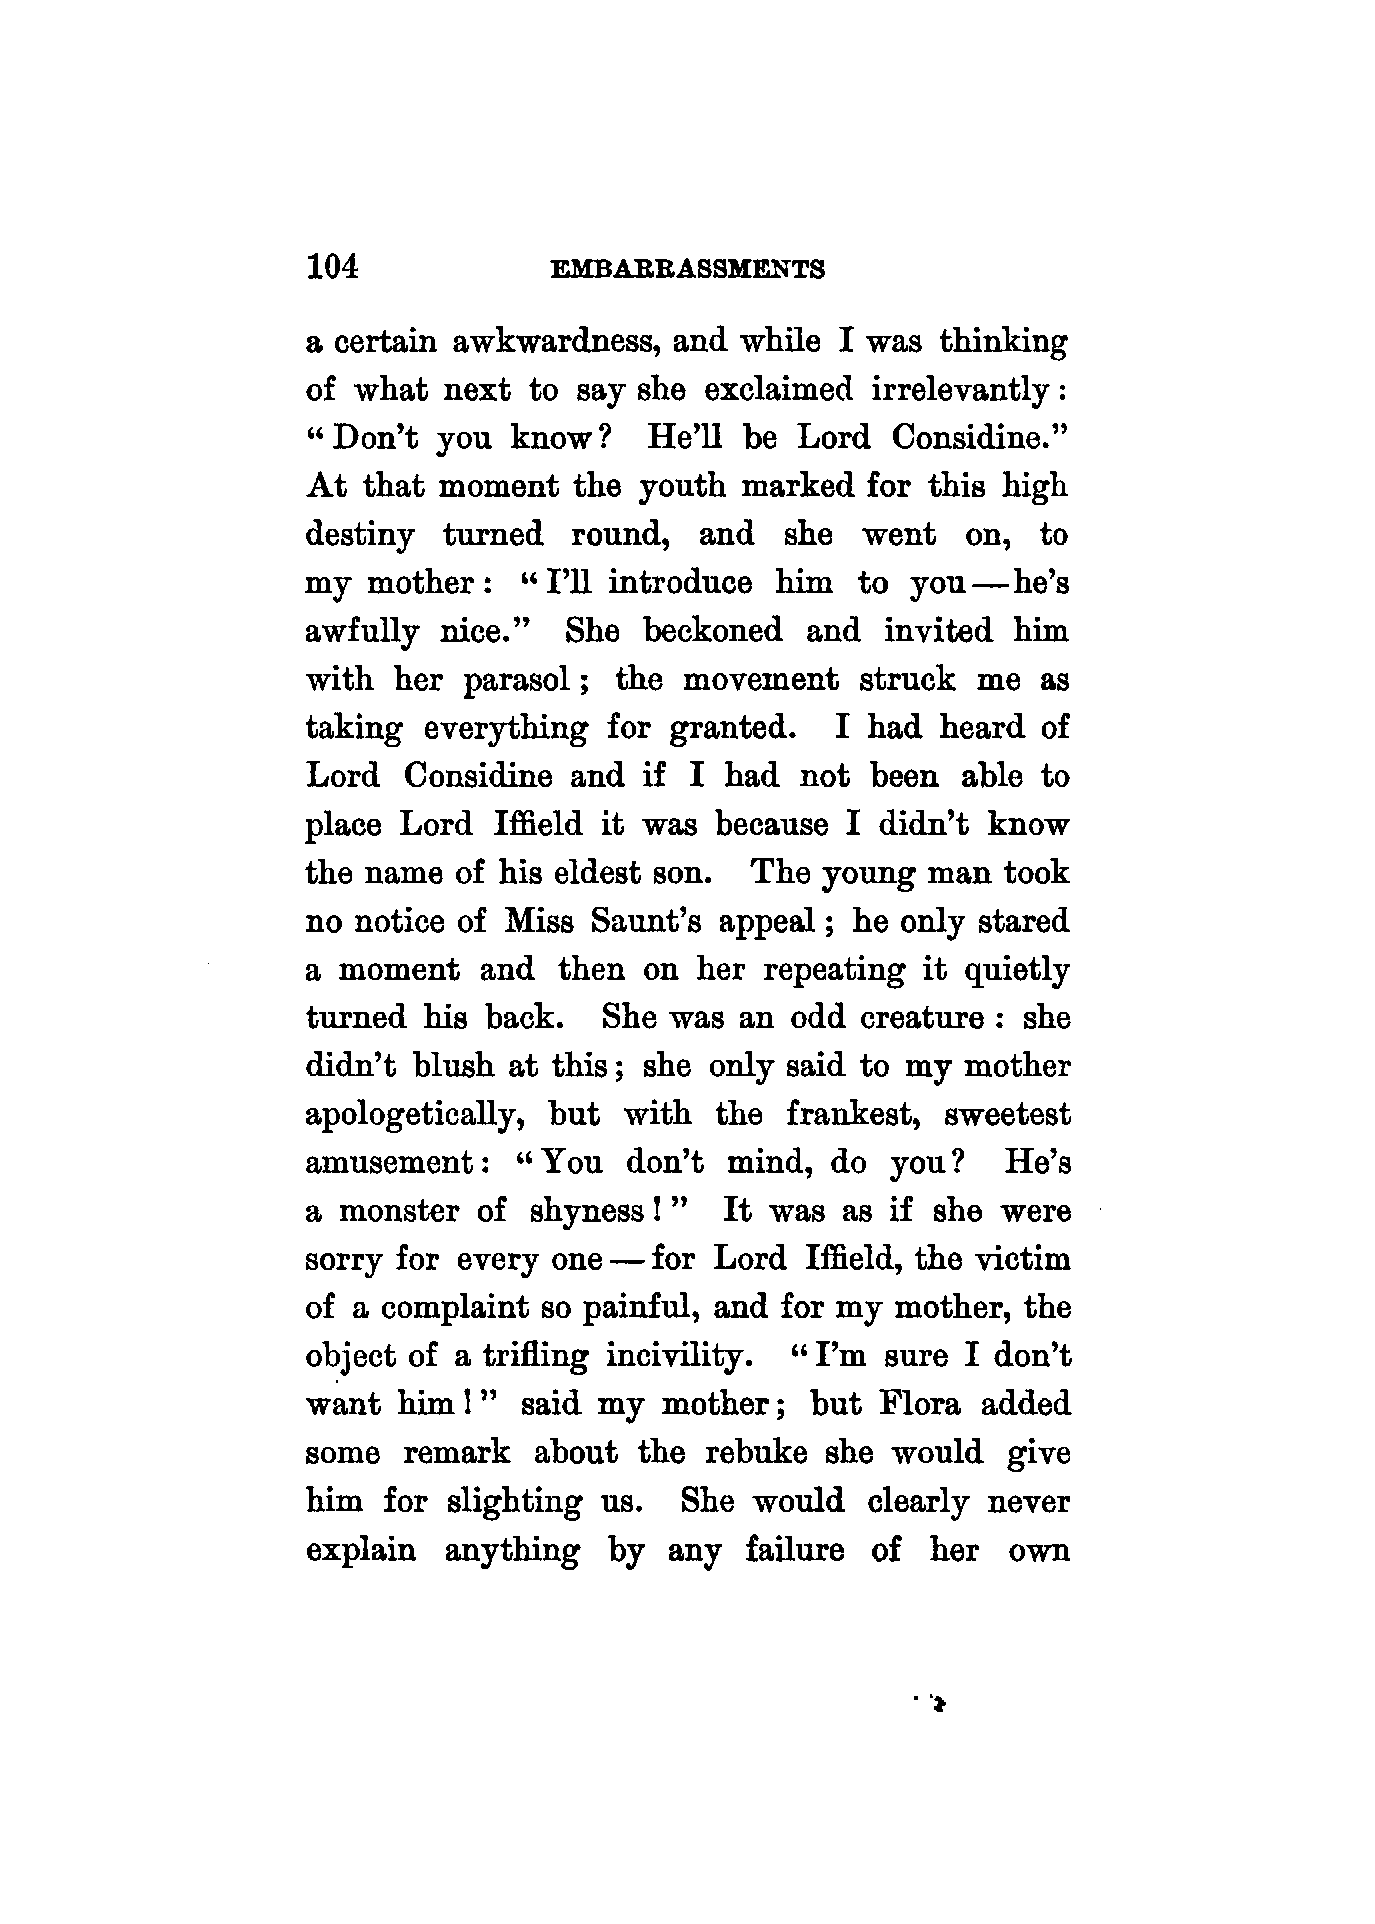 104 EMBARRASSMENTS
a certain awkwardness, and while I was thinking
of what next to say she exclaimed irrelevantly:
“Don’t you know? He’ll be Lord Considine.”
At that moment the youth marked for this high
destiny turned round, and she went on, to
my mother: “I’ll introduce him to you—he’s
awfully nice.” She beckoned and invited him
with her parasol; the movement struck me as
taking everything for granted. I had heard of
Lord Considine and if I had not been able to
place Lord Iffield it was because I didn’t know
the name of his eldest son. The young man took
no notice of Miss Saunt’s appeal; he only stared
a moment and then on her repeating it quietly
turned his back. She was an odd creature: she
didn’t blush at this; she only said to my mother
apologetically, but with the frankest, sweetest
amusement: “You don’t mind, do you? He’s
a monster of shyness!” It was as if she were
sorry for every one—for Lord Iffield, the victim
of a complaint so painful, and for my mother, the
object of a trifling incivility. “I’m sure I don’t
want him!” said my mother; but Flora added
some remark about the rebuke she would give
him for slighting us. She would clearly never
explain anything by any failure of her own